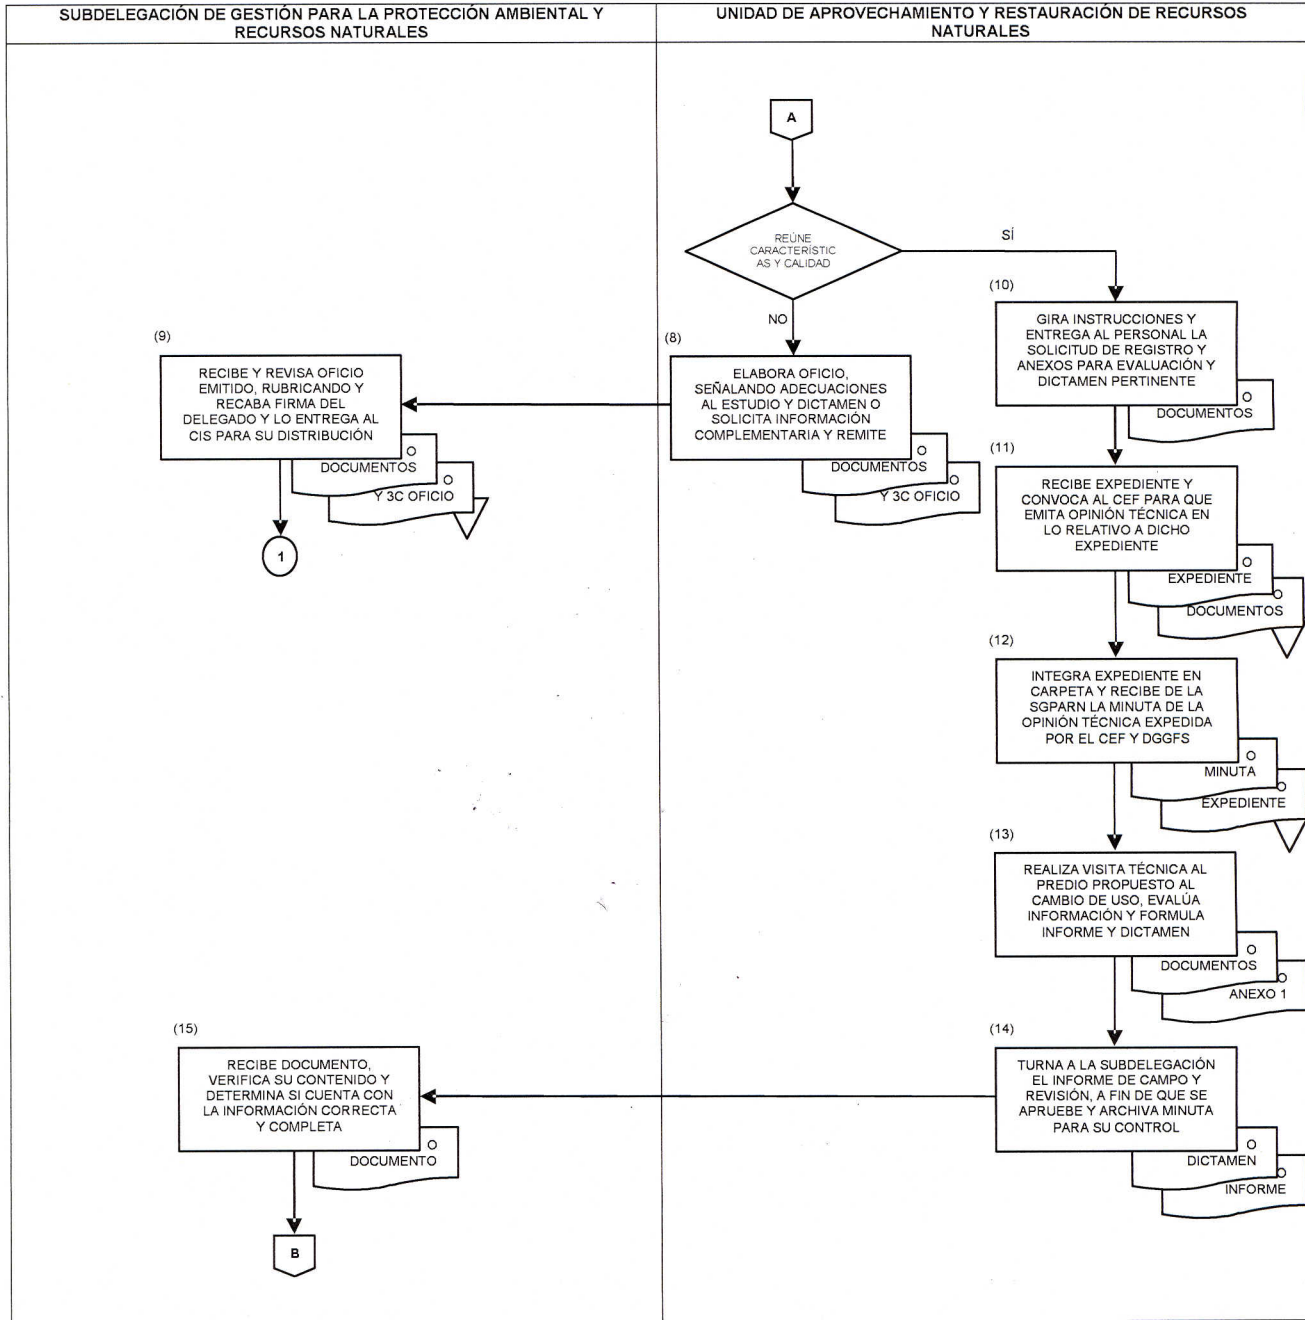 SUBDELEGACIÓN DE GESTIÓN PARA LA PROTECCIÓN AMBIENTAL Y
RECURSOS NATURALES
UNIDAD DE APROVECHAMIENTO Y RESTAURACIÓN DE RECURSOS
NATURALES
A
REÚNE
CARACTERÍSTIC
AS Y CALIDAD
SÍ
NO
(8)
ELABORA OFICIO,
SEÑALANDO ADECUACIONES
AL ESTUDIO Y DICTAMEN O
SOLICITA INFORMACIÓN
COMPLEMENTARIA Y REMITE
O
DOCUMENTOS
O
Y 3C OFICIO
(9)
RECIBE Y REVISA OFICIO
EMITIDO, RUBRICANDO Y
RECABA FIRMA DEL
DELEGADO Y LO ENTREGA AL
CIS PARA SU DISTRIBUCIÓN
O
DOCUMENTOS
O
Y 3C OFICIO
1
(10)
GIRA INSTRUCCIONES Y
ENTREGA AL PERSONAL LA
SOLICITUD DE REGISTRO Y
ANEXOS PARA EVALUACIÓN Y
DICTAMEN PERTINENTE
O
DOCUMENTOS
(11)
RECIBE EXPEDIENTE Y
CONVOCA AL CEF PARA QUE
EMITA OPINIÓN TÉCNICA EN
LO RELATIVO A DICHO
EXPEDIENTE
O
EXPEDIENTE
O
DOCUMENTOS
(12)
INTEGRA EXPEDIENTE EN
CARPETA Y RECIBE DE LA
SGPARN LA MINUTA DE LA
OPINIÓN TÉCNICA EXPEDIDA
POR EL CEF Y DGGFS
O
MINUTA
O
EXPEDIENTE
(13)
REALIZA VISITA TÉCNICA AL
PREDIO PROPUESTO AL
CAMBIO DE USO, EVALÚA
INFORMACIÓN Y FORMULA
INFORME Y DICTAMEN
O
DOCUMENTOS
O
ANEXO 1
(14)
TURNA A LA SUBDELEGACIÓN
EL INFORME DE CAMPO Y
REVISIÓN, A FIN DE QUE SE
APRUEBE Y ARCHIVA MINUTA
PARA SU CONTROL
O
DICTAMEN
O
INFORME
(15)
RECIBE DOCUMENTO,
VERIFICA SU CONTENIDO Y
DETERMINA SI CUENTA CON
LA INFORMACIÓN CORRECTA
Y COMPLETA
O
DOCUMENTO
B